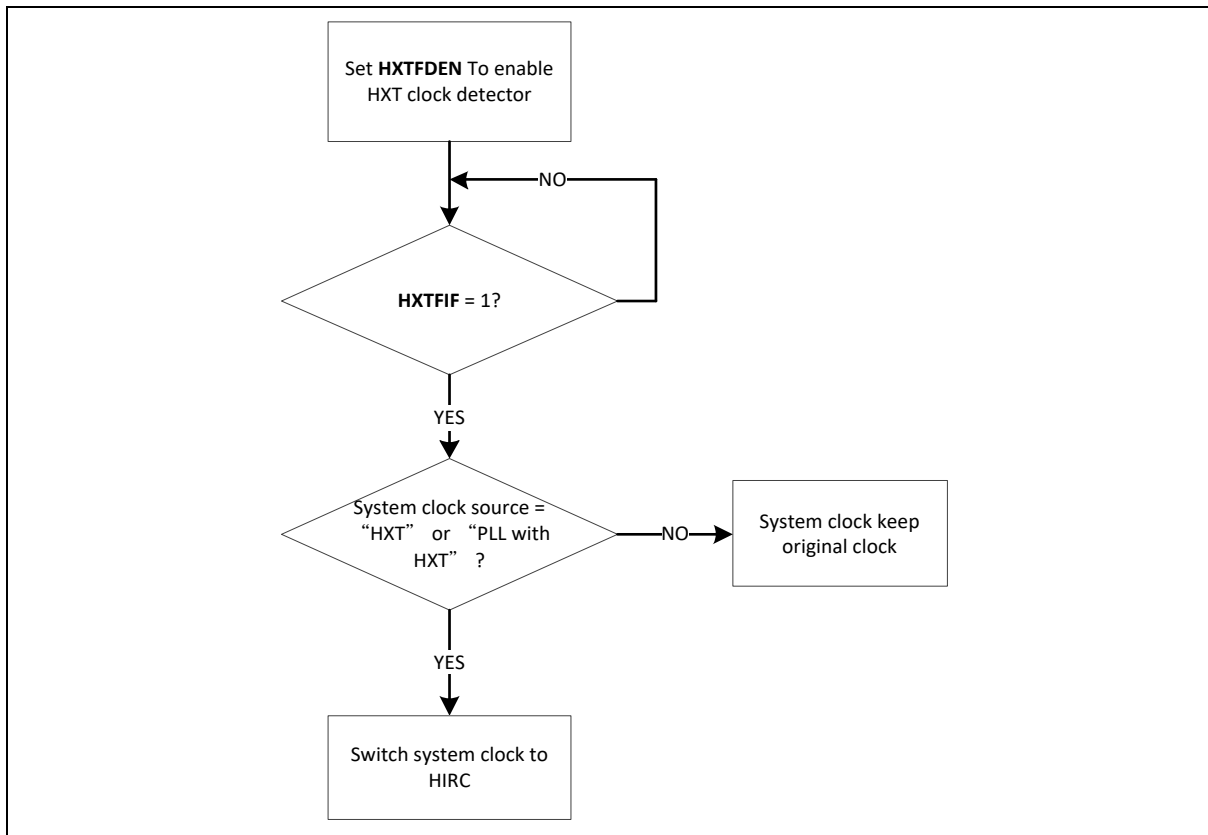 Set HXTFDEN To enable
HXT clock detector
NO
HXTFIF = 1?
YES
System clock source =
“HXT” or “PLL with
HXT” ?
NO
System clock keep
original clock
YES
Switch system clock to
HIRC